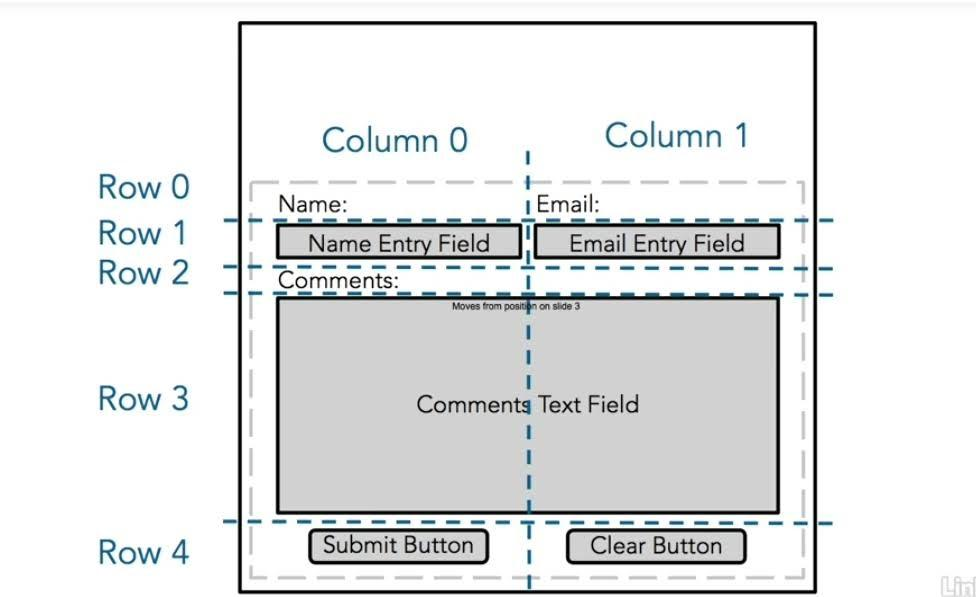 Column 0
Column 1
Row 0
Name:
Email:
Row 1
Name Entry Field
Email Entry Field
Row 2
Comments:
Moves from position on slide 3
Row 3
Comments Text Field
Row 4
Submit Button
Clear Button